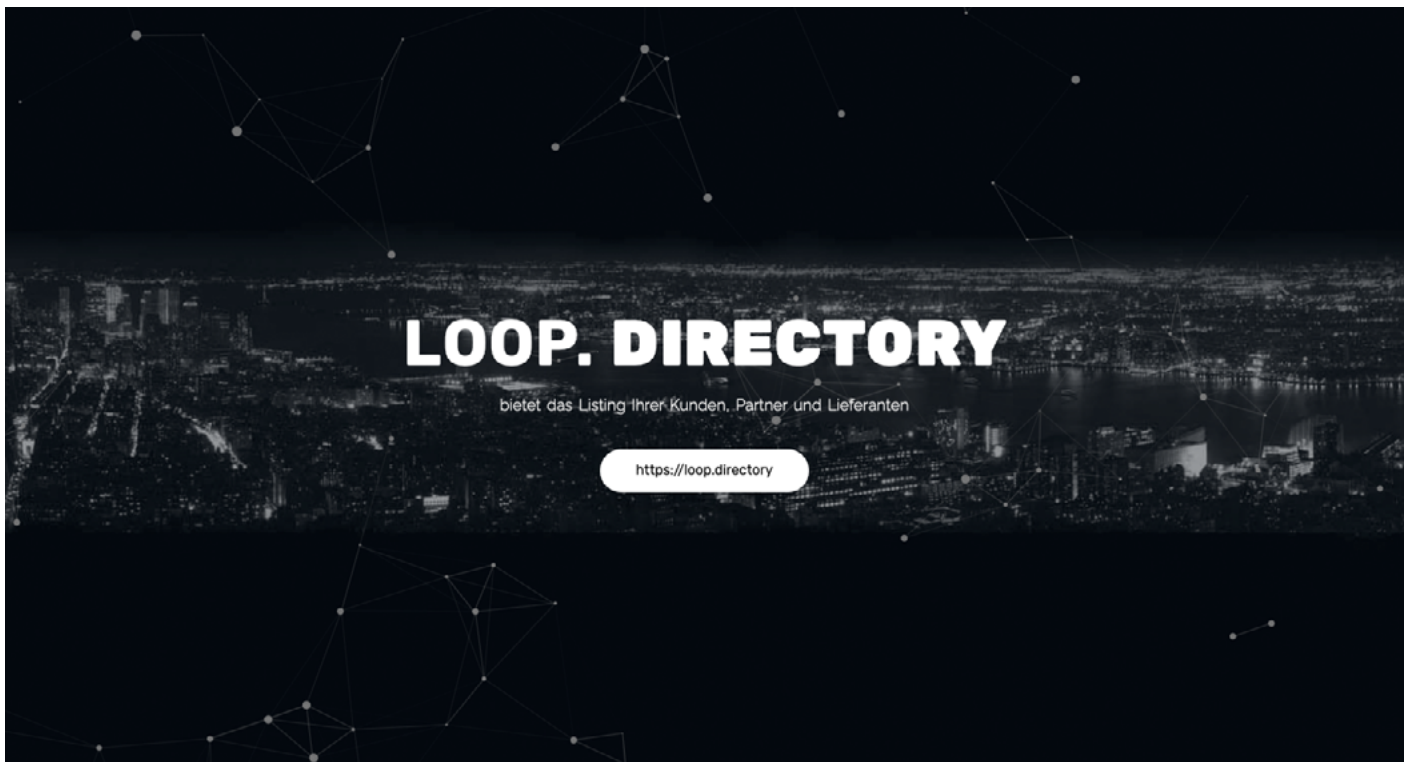 LOOP. DIRECTORY
bietet das Listing Ihrer Kunden, Partner und Lieferanten
https://loop.directory